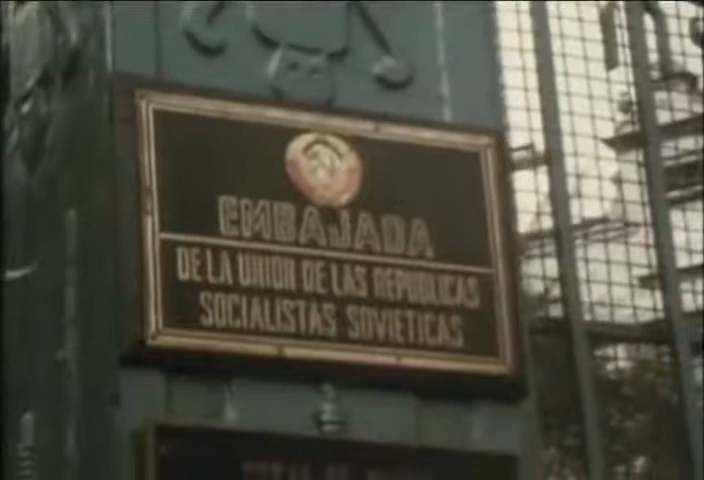 EMBAJADA
DE LA UNION DE LAS REPUBLICAS
SOCIALISTAS SOVIETICAS